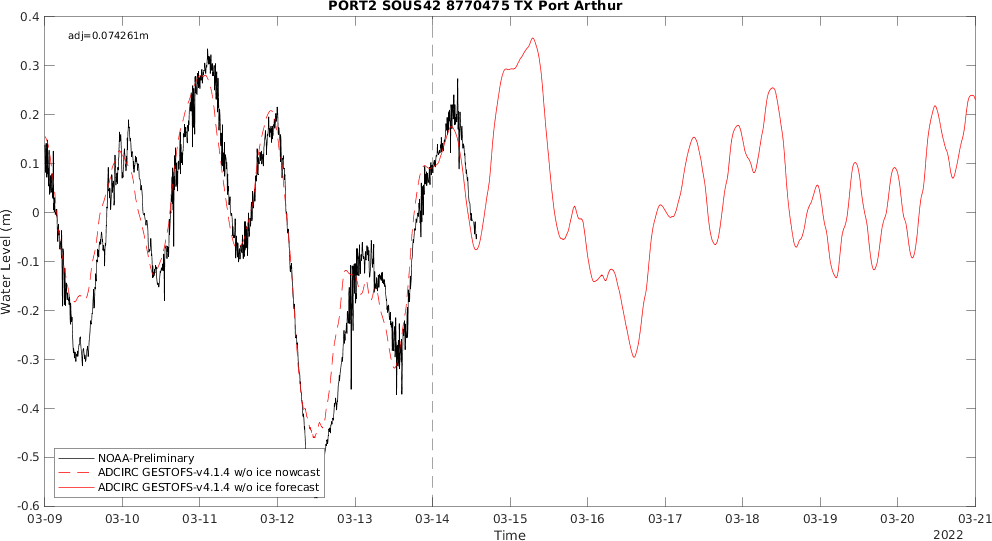 PORT2 SOUS42 8770475 TX Port Arthur
adj=0.074261m
0.4
0.3
0.2
0.1
0
-0.1
-0.2
-0.3
-0.4
-0.5
-0.6
Water Level (m)
NOAA-Preliminary
ADCIRC GESTOFS-v4.1.4 w/o ice nowcast
ADCIRC GESTOFS-v4.1.4 w/o ice forecast
03-09 03-10 03-11 03-12 03-13 03-14 03-15 03-16 03-17 03-18 03-19 03-20 03-21
Time
2022